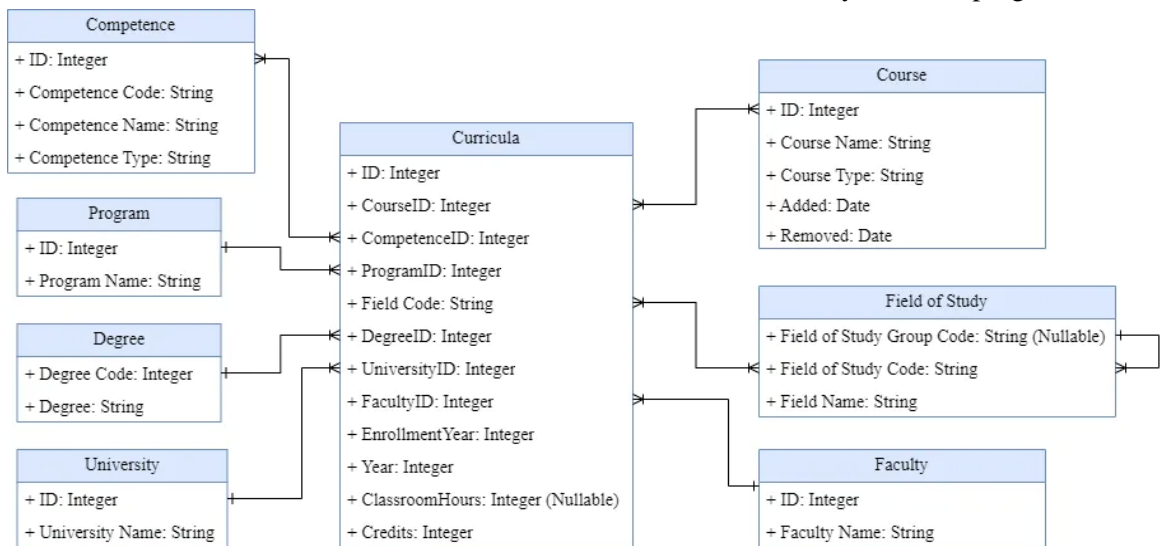 Competence
+ ID: Integer
+ Competence Code: String
+ Competence Name: String
+ Competence Type: String
Program
+ ID: Integer
+ Program Name: String
Degree
+ Degree Code: Integer
+ Degree: String
University
+ ID: Integer
+ University Name: String
Curricula
+ ID: Integer
+ CourseID: Integer
+ CompetenceID: Integer
+ ProgramID: Integer
+ Field Code: String
+ DegreeID: Integer
+ UniversityID: Integer
+ FacultyID: Integer
+ EnrollmentYear: Integer
+ Year: Integer
+ ClassroomHours: Integer (Nullable)
+ Credits: Integer
Course
+ ID: Integer
+ Course Name: String
+ Course Type: String
+ Added: Date
+ Removed: Date
Field of Study
+ Field of Study Group Code: String (Nullable)
+ Field of Study Code: String
+ Field Name: String
Faculty
+ ID: Integer
+ Faculty Name: String